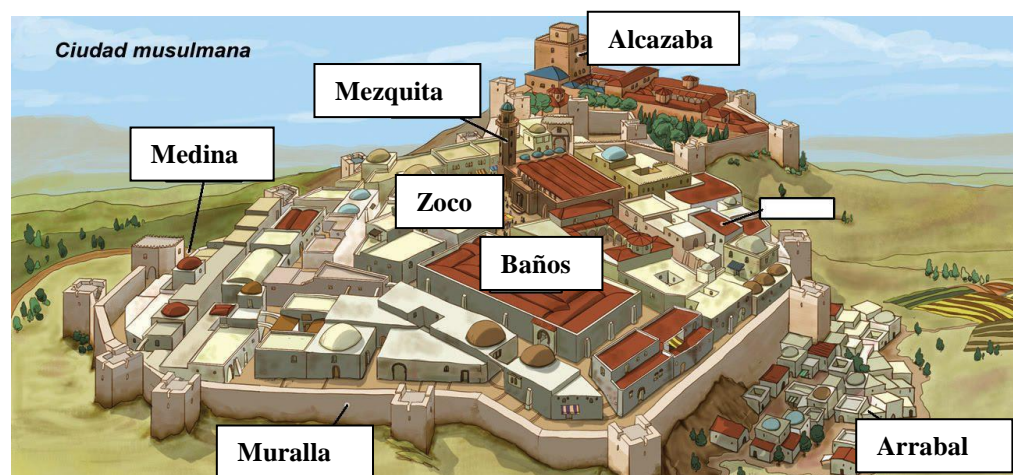 Ciudad musulmana
Alcazaba
Mezquita
Medina
Zoco
Baños
Muralla
Arrabal